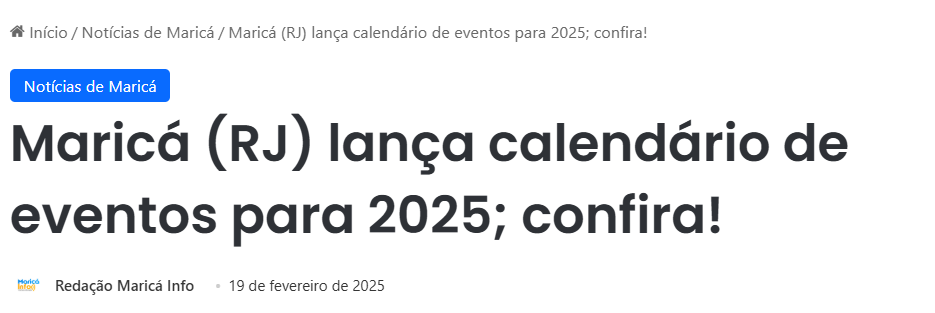 Início / Notícias de Maricá / Maricá (RJ) lança calendário de eventos para 2025; confira!
Notícias de Maricá
Maricá (RJ) lança calendário de
eventos para 2025; confira!
Maricá
Info
Redação Maricá Info • 19 de fevereiro de 2025